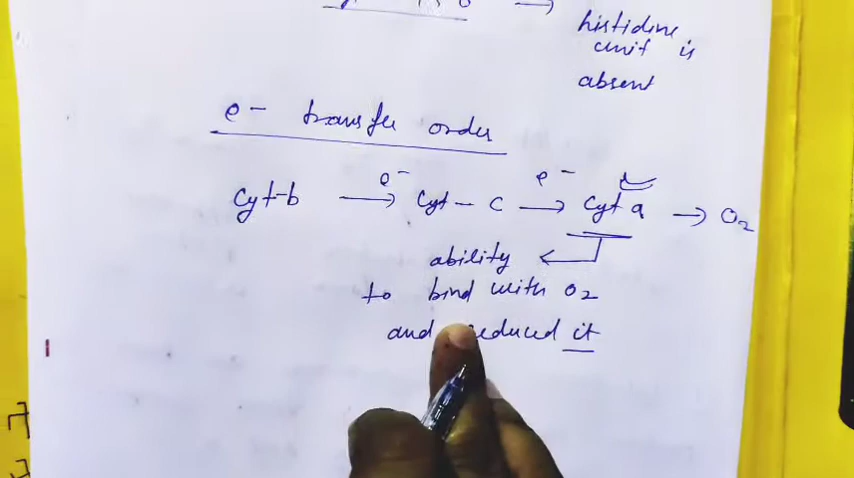 histidine
unit is
absent
e- transfer order
Cyt-b —e-→ Cyt-c —e-→ Cyt a → O2
ability
to bind with O2
and reduced it